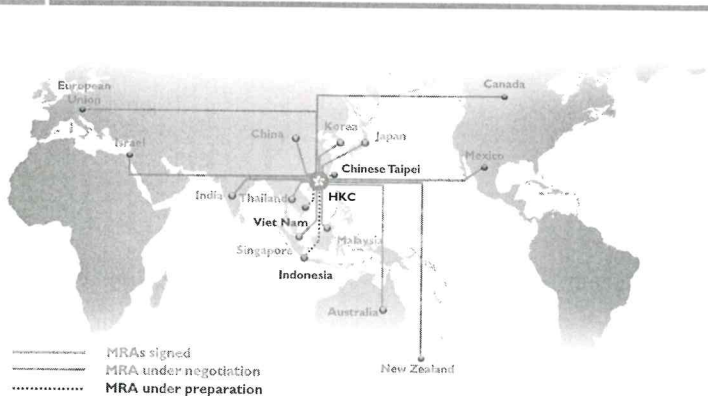 European
Union
Canada
China
Korea
Japan
Israel
Mexico
Chinese Taipei
India
Thailand
HKC
Viet Nam
Singapore
Malaysia
Indonesia
Australia
New Zealand
MRAs signed
MRA under negotiation
MRA under preparation